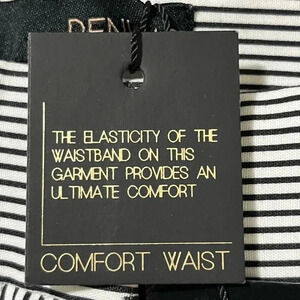 THE ELASTICITY OF THE
WAISTBAND ON THIS
GARMENT PROVIDES AN
ULTIMATE COMFORT
COMFORT WAIST